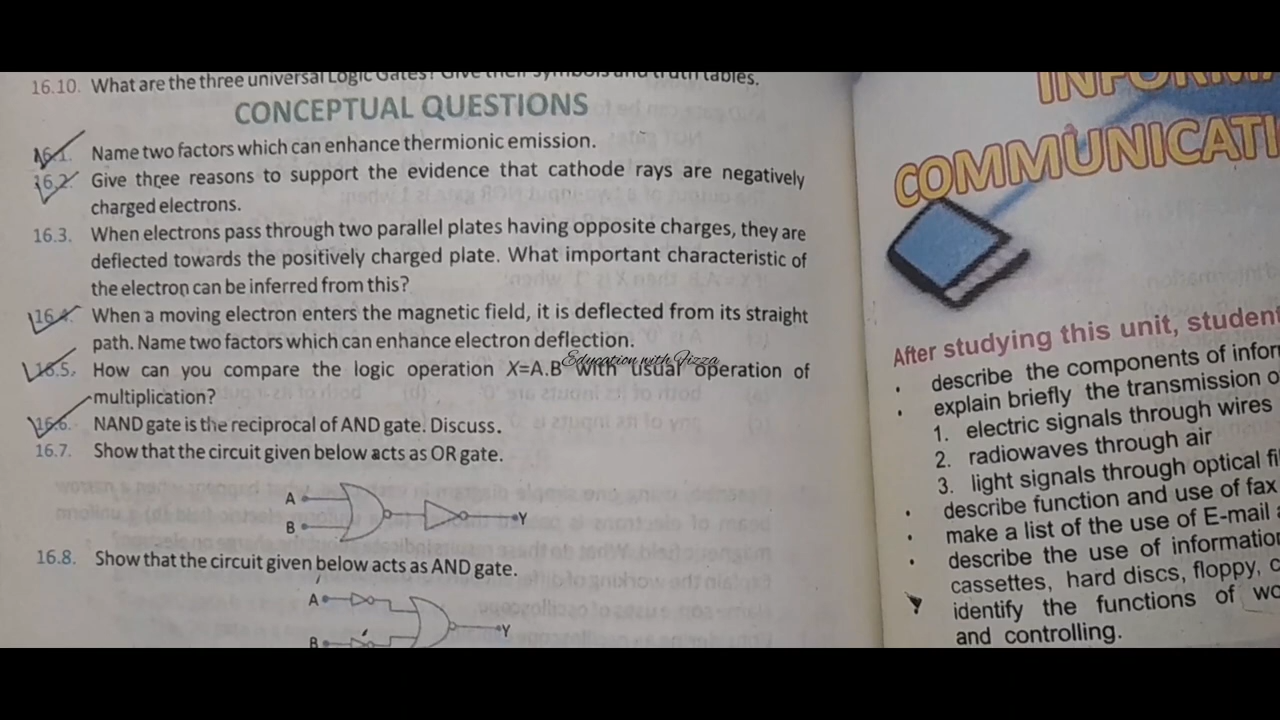 16.10. What are the three universal Logic Gates? Give their symbols and truth tables.
CONCEPTUAL QUESTIONS
16.1. Name two factors which can enhance thermionic emission.
16.2. Give three reasons to support the evidence that cathode rays are negatively
charged electrons.
16.3. When electrons pass through two parallel plates having opposite charges, they are
deflected towards the positively charged plate. What important characteristic of
the electron can be inferred from this?
16.4. When a moving electron enters the magnetic field, it is deflected from its straight
path. Name two factors which can enhance electron deflection.
Education with Fizza
16.5. How can you compare the logic operation X=A.B with usual operation of
multiplication?
16.6. NAND gate is the reciprocal of AND gate. Discuss.
16.7. Show that the circuit given below acts as OR gate.
A
B
Y
16.8. Show that the circuit given below acts as AND gate.
A
B
Y
COMMUNICATI
After studying this unit, student
• describe the components of infor
• explain briefly the transmission o
1. electric signals through wires
2. radiowaves through air
3. light signals through optical fi
• describe function and use of fax
• make a list of the use of E-mail
• describe the use of information
cassettes, hard discs, floppy, c
identify the functions of wo
and controlling.